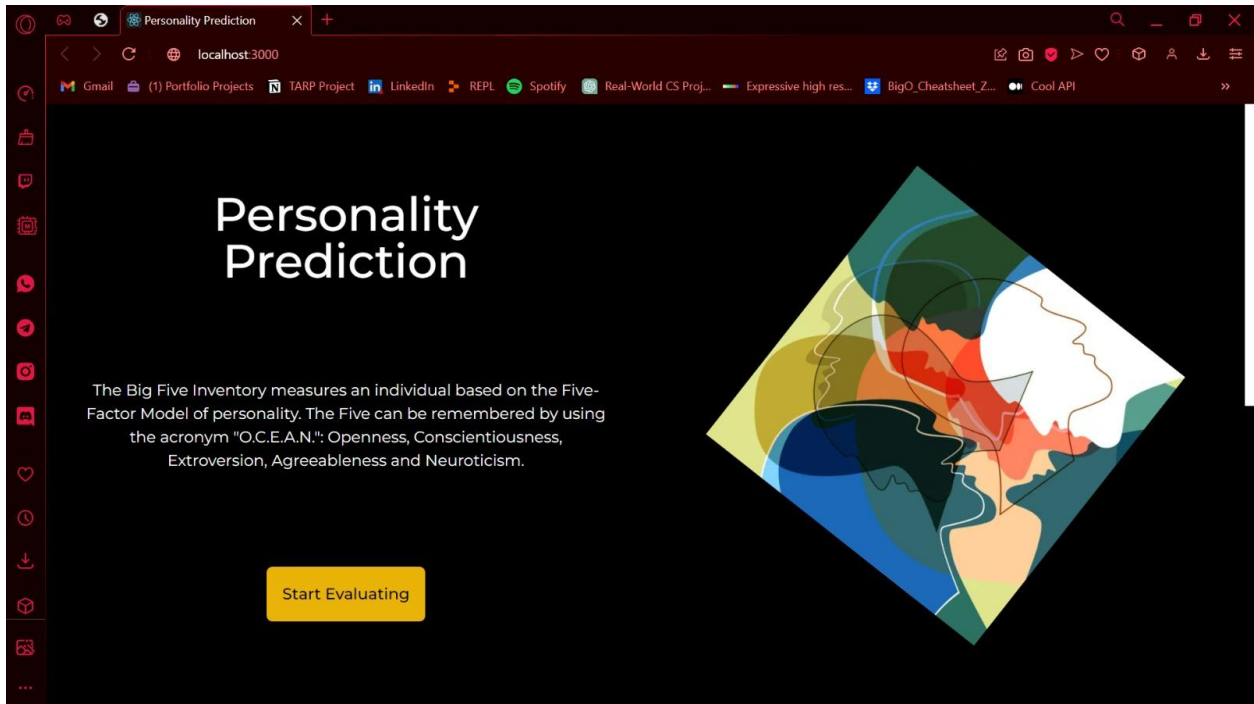 Personality Prediction
localhost:3000
Gmail (1) Portfolio Projects TARP Project LinkedIn REPL Spotify Real-World CS Proj... Expressive high res... BigO_Cheatsheet_Z... Cool API
Personality
Prediction
The Big Five Inventory measures an individual based on the Five-
Factor Model of personality. The Five can be remembered by using
the acronym "O.C.E.A.N.": Openness, Conscientiousness,
Extroversion, Agreeableness and Neuroticism.
Start Evaluating